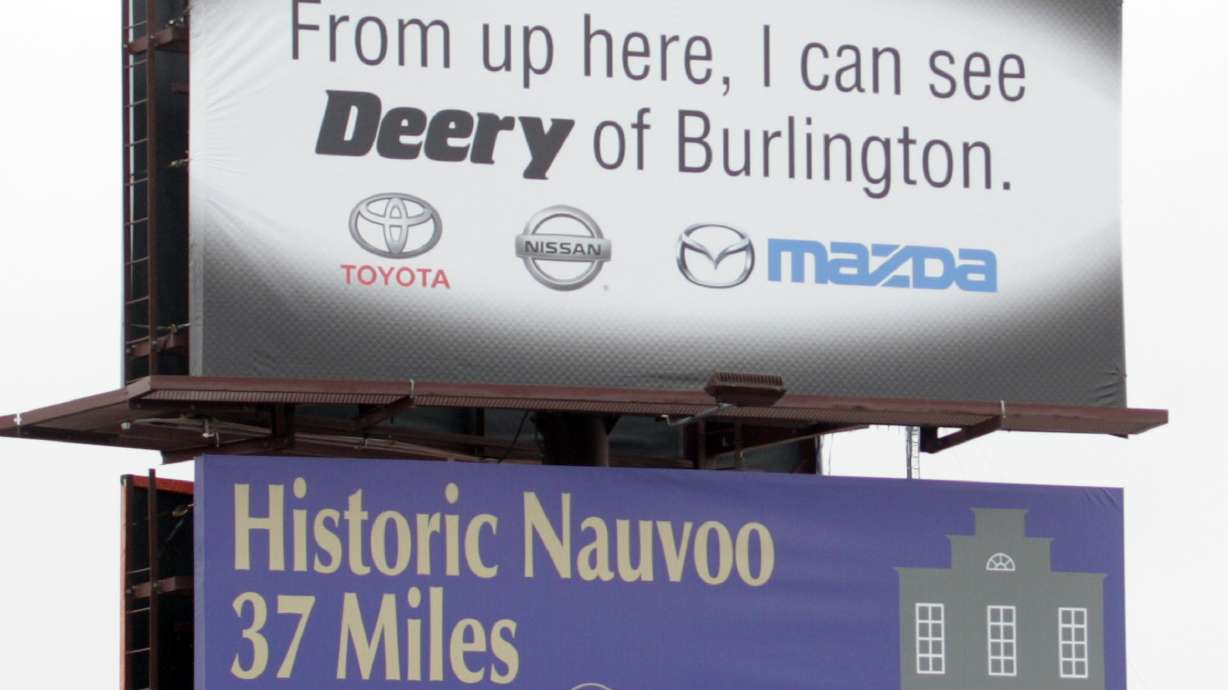 From up here, I can see
Deery of Burlington.
TOYOTA NISSAN mazda
Historic Nauvoo
37 Miles